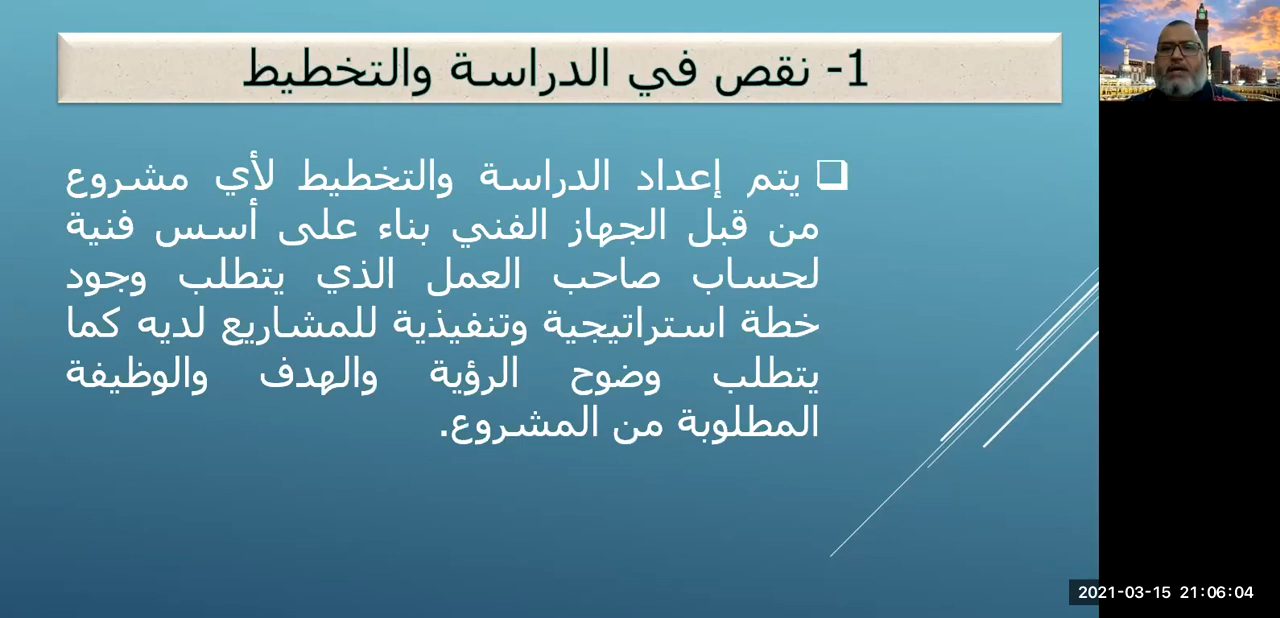 1- نقص في الدراسة والتخطيط
يتم إعداد الدراسة والتخطيط لأي مشروع
من قبل الجهاز الفني بناء على أسس فنية
لحساب صاحب العمل الذي يتطلب وجود
خطة استراتيجية وتنفيذية للمشاريع لديه كما
يتطلب وضوح الرؤية والهدف والوظيفة
المطلوبة من المشروع.
2021-03-15 21:06:04